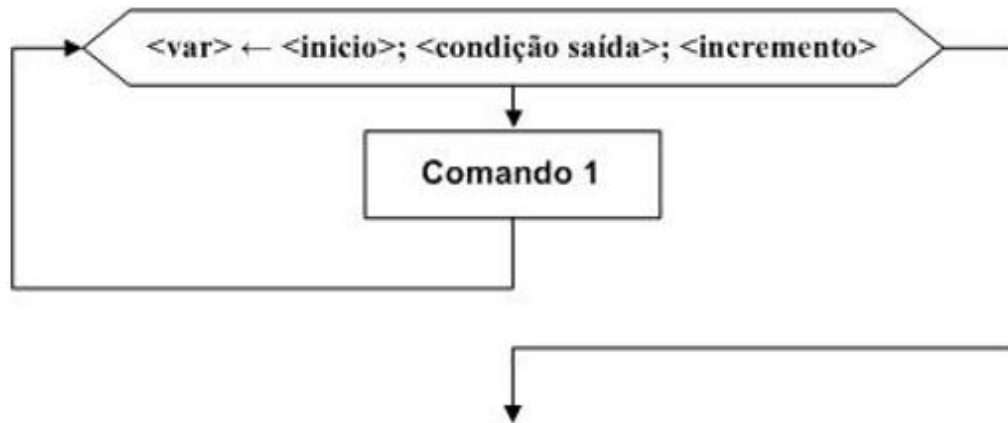 <var> ← <inicio>; <condição saída>; <incremento>
Comando 1